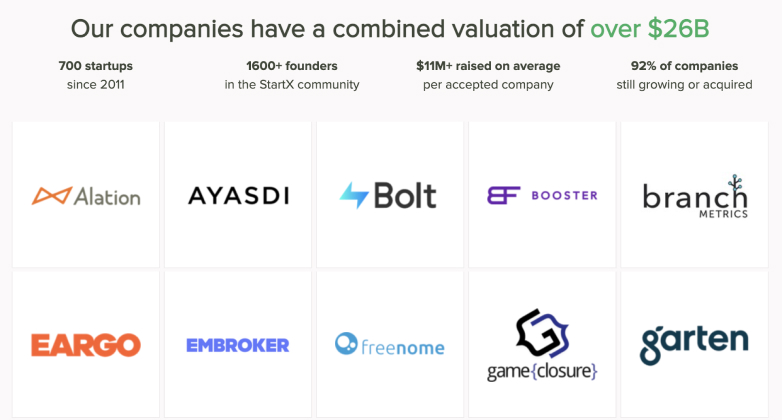 Our companies have a combined valuation of over $26B
700 startups
since 2011
1600+ founders
in the StartX community
$11M+ raised on average
per accepted company
92% of companies
still growing or acquired
Alation
AYASDI
Bolt
BF BOOSTER
branch
METRICS
EARGO
EMBROKER
freenome
game{closure}
garten